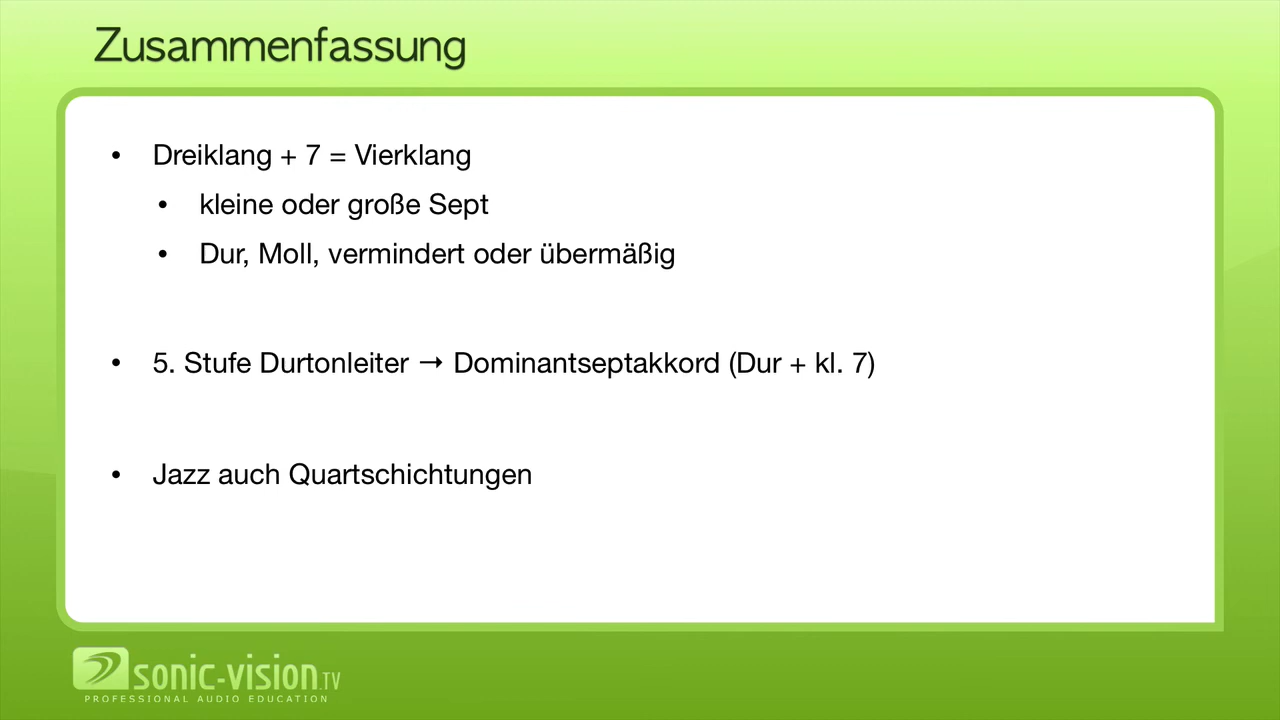 Zusammenfassung
• Dreiklang + 7 = Vierklang
• kleine oder große Sept
• Dur, Moll, vermindert oder übermäßig
• 5. Stufe Durtonleiter → Dominantseptakkord (Dur + kl. 7)
• Jazz auch Quartschichtungen
sonic-vision.TV
PROFESSIONAL AUDIO EDUCATION